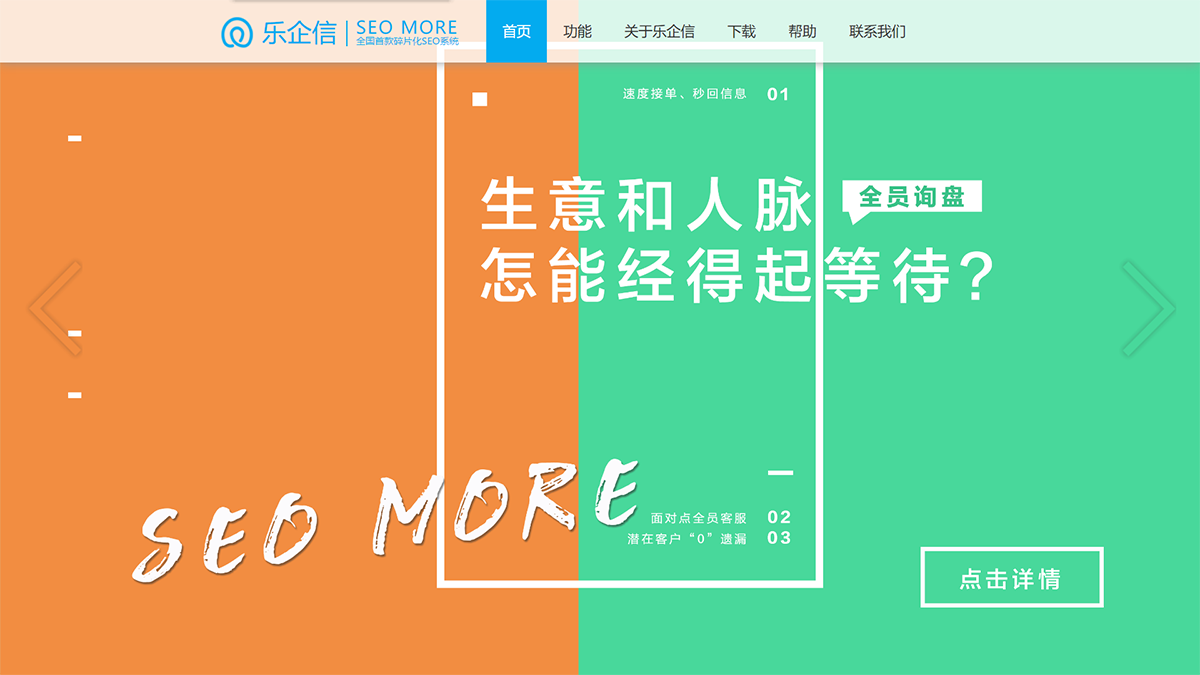 乐企信
SEO MORE
全国首款碎片化SEO系统
首页
功能
关于乐企信
下载
帮助
联系我们
速度接单、秒回信息 01
生意和人脉
全员询盘
怎能经得起等待?
SEO MORE
面对点全员客服 02
潜在客户“0”遗漏 03
点击详情